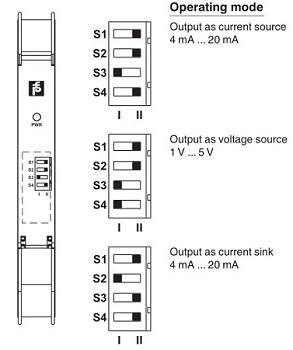 Operating mode
S1
S2
S3
S4
I II
Output as current source
4 mA ... 20 mA
PWR
S1
S2
S3
S4
I II
S1
S2
S3
S4
I II
Output as voltage source
1 V ... 5 V
S1
S2
S3
S4
I II
Output as current sink
4 mA ... 20 mA